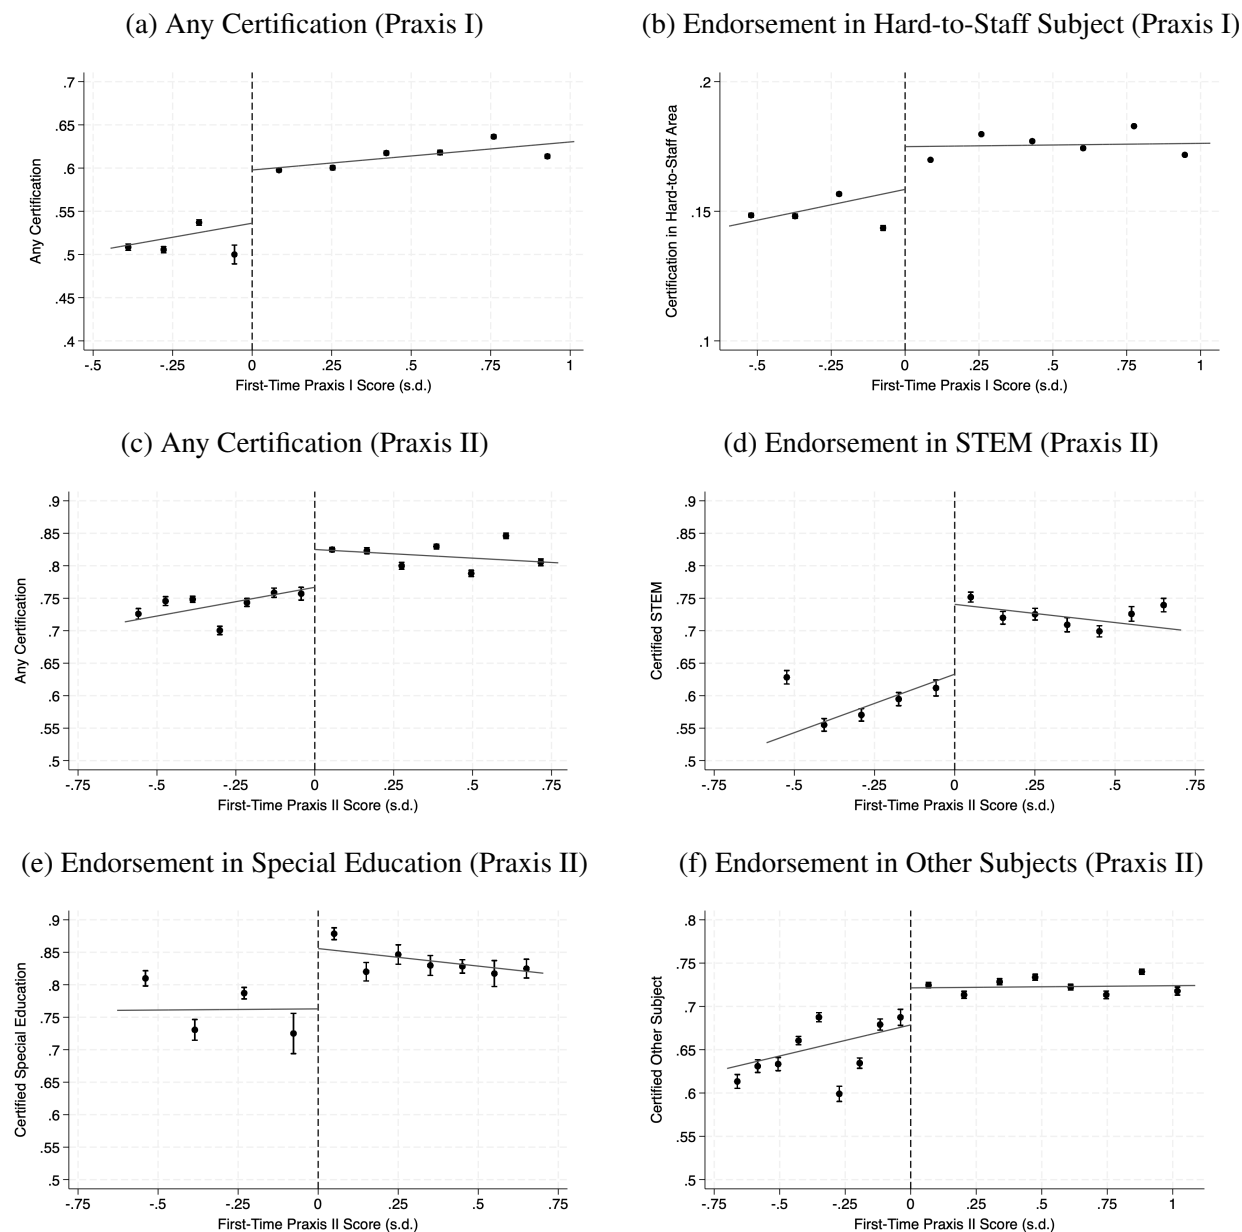 (a) Any Certification (Praxis I)
.7
.65
.6
.55
.5
.45
.4
Any Certification
-.5 -.25 0 .25 .5 .75 1
First-Time Praxis I Score (s.d.)
(b) Endorsement in Hard-to-Staff Subject (Praxis I)
.2
.15
.1
Certification in Hard-to-Staff Area
-.5 -.25 0 .25 .5 .75 1
First-Time Praxis I Score (s.d.)
(c) Any Certification (Praxis II)
.9
.85
.8
.75
.7
.65
.6
.55
.5
Any Certification
-.75 -.5 -.25 0 .25 .5 .75
First-Time Praxis II Score (s.d.)
(d) Endorsement in STEM (Praxis II)
.9
.85
.8
.75
.7
.65
.6
.55
.5
Certified STEM
-.75 -.5 -.25 0 .25 .5 .75
First-Time Praxis II Score (s.d.)
(e) Endorsement in Special Education (Praxis II)
.9
.85
.8
.75
.7
.65
.6
.55
.5
Certified Special Education
-.75 -.5 -.25 0 .25 .5 .75
First-Time Praxis II Score (s.d.)
(f) Endorsement in Other Subjects (Praxis II)
.8
.75
.7
.65
.6
.55
.5
Certified Other Subject
-.75 -.5 -.25 0 .25 .5 .75 1
First-Time Praxis II Score (s.d.)